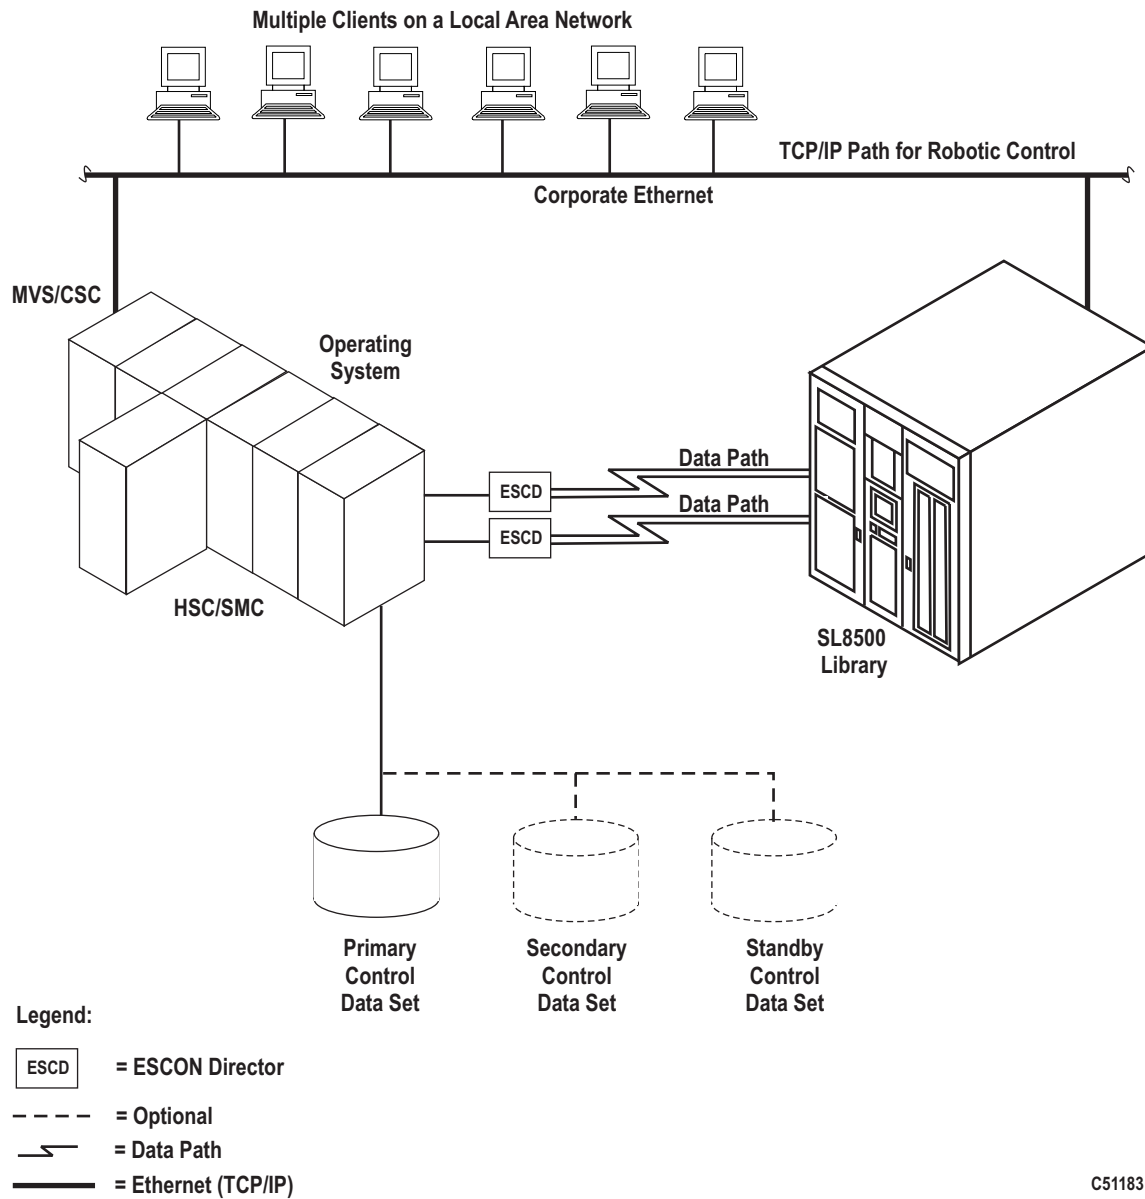 Multiple Clients on a Local Area Network
TCP/IP Path for Robotic Control
Corporate Ethernet
MVS/CSC
Operating
System
Data Path
ESCD
Data Path
ESCD
HSC/SMC
SL8500
Library
Primary
Control
Data Set
Secondary
Control
Data Set
Standby
Control
Data Set
Legend:
ESCD = ESCON Director
= Optional
= Data Path
= Ethernet (TCP/IP)
C51183